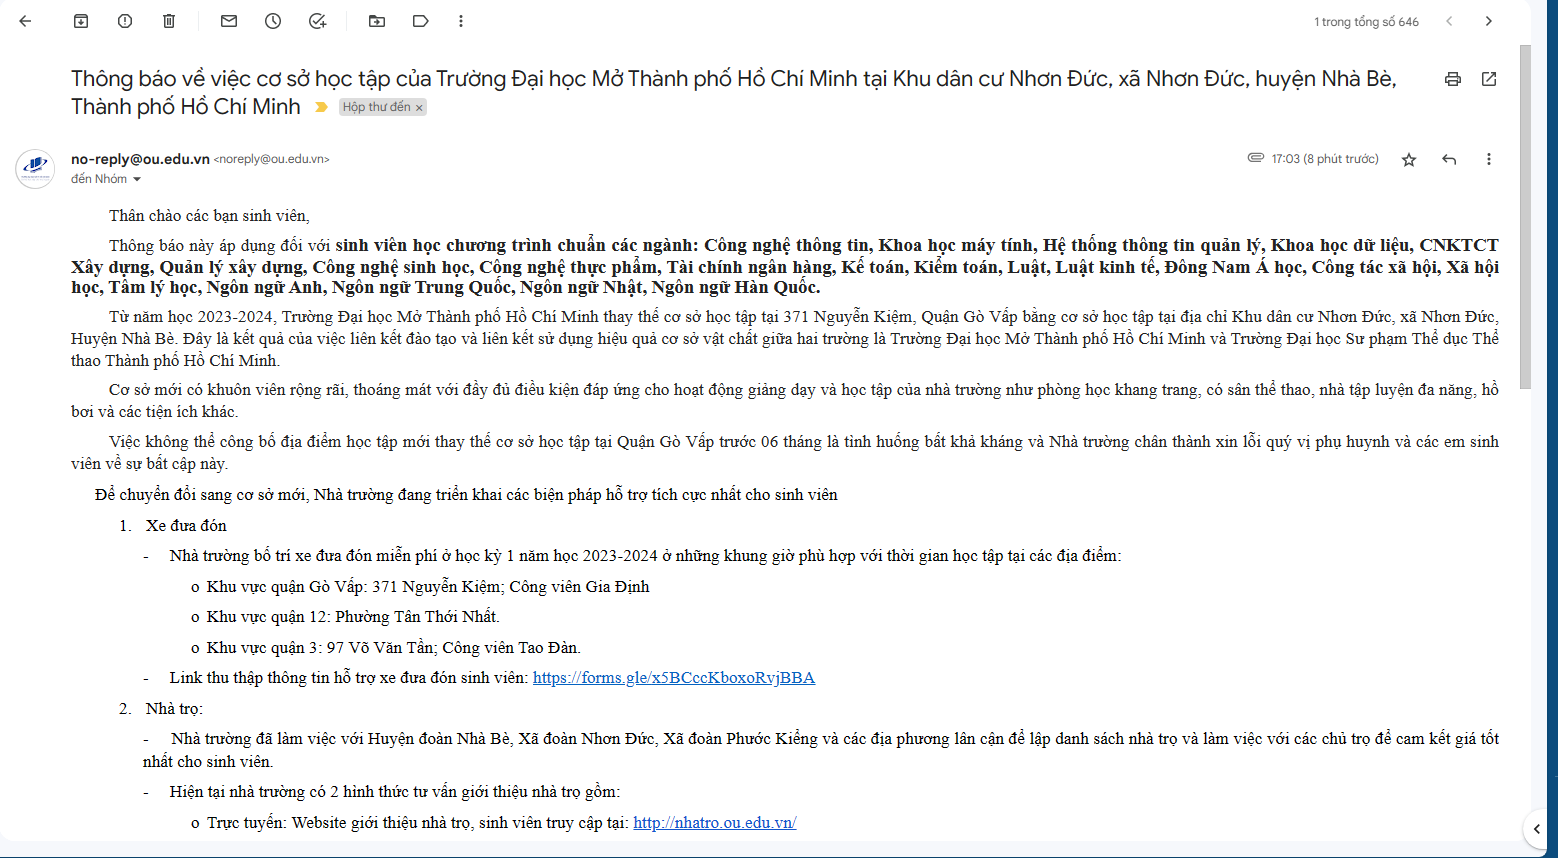 1 trong tổng số 646
Thông báo về việc cơ sở học tập của Trường Đại học Mở Thành phố Hồ Chí Minh tại Khu dân cư Nhơn Đức, xã Nhơn Đức, huyện Nhà Bè,
Thành phố Hồ Chí Minh Hộp thư đến ×
no-reply@ou.edu.vn <noreply@ou.edu.vn> 17:03 (8 phút trước)
đến Nhóm
Thân chào các bạn sinh viên,
Thông báo này áp dụng đối với sinh viên học chương trình chuẩn các ngành: Công nghệ thông tin, Khoa học máy tính, Hệ thống thông tin quản lý, Khoa học dữ liệu, CNKTCT
Xây dựng, Quản lý xây dựng, Công nghệ sinh học, Công nghệ thực phẩm, Tài chính ngân hàng, Kế toán, Kiểm toán, Luật, Luật kinh tế, Đông Nam Á học, Công tác xã hội, Xã hội
học, Tâm lý học, Ngôn ngữ Anh, Ngôn ngữ Trung Quốc, Ngôn ngữ Nhật, Ngôn ngữ Hàn Quốc.
Từ năm học 2023-2024, Trường Đại học Mở Thành phố Hồ Chí Minh thay thế cơ sở học tập tại 371 Nguyễn Kiệm, Quận Gò Vấp bằng cơ sở học tập tại địa chỉ Khu dân cư Nhơn Đức, xã Nhơn Đức,
Huyện Nhà Bè. Đây là kết quả của việc liên kết đào tạo và liên kết sử dụng hiệu quả cơ sở vật chất giữa hai trường là Trường Đại học Mở Thành phố Hồ Chí Minh và Trường Đại học Sư phạm Thể dục Thể
thao Thành phố Hồ Chí Minh.
Cơ sở mới có khuôn viên rộng rãi, thoáng mát với đầy đủ điều kiện đáp ứng cho hoạt động giảng dạy và học tập của nhà trường như phòng học khang trang, có sân thể thao, nhà tập luyện đa năng, hồ
bơi và các tiện ích khác.
Việc không thể công bố địa điểm học tập mới thay thế cơ sở học tập tại Quận Gò Vấp trước 06 tháng là tình huống bất khả kháng và Nhà trường chân thành xin lỗi quý vị phụ huynh và các em sinh
viên về sự bất cập này.
Để chuyển đổi sang cơ sở mới, Nhà trường đang triển khai các biện pháp hỗ trợ tích cực nhất cho sinh viên
1. Xe đưa đón
- Nhà trường bố trí xe đưa đón miễn phí ở học kỳ 1 năm học 2023-2024 ở những khung giờ phù hợp với thời gian học tập tại các địa điểm:
o Khu vực quận Gò Vấp: 371 Nguyễn Kiệm; Công viên Gia Định
o Khu vực quận 12: Phường Tân Thới Nhất.
o Khu vực quận 3: 97 Võ Văn Tần; Công viên Tao Đàn.
- Link thu thập thông tin hỗ trợ xe đưa đón sinh viên: https://forms.gle/x5BCccKboxoRvjBBA
2. Nhà trọ:
- Nhà trường đã làm việc với Huyện đoàn Nhà Bè, Xã đoàn Nhơn Đức, Xã đoàn Phước Kiểng và các địa phương lân cận để lập danh sách nhà trọ và làm việc với các chủ trọ để cam kết giá tốt
nhất cho sinh viên.
- Hiện tại nhà trường có 2 hình thức tư vấn giới thiệu nhà trọ gồm:
o Trực tuyến: Website giới thiệu nhà trọ, sinh viên truy cập tại: http://nhatro.ou.edu.vn/